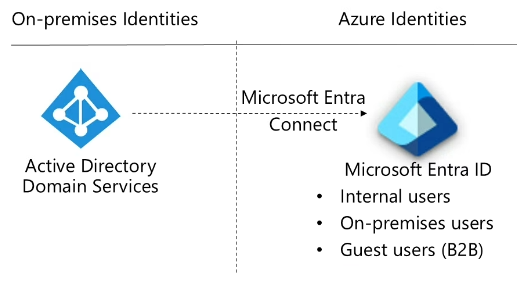 On-premises Identities
Azure Identities
Microsoft Entra
Connect
Active Directory
Domain Services
Microsoft Entra ID
• Internal users
• On-premises users
• Guest users (B2B)